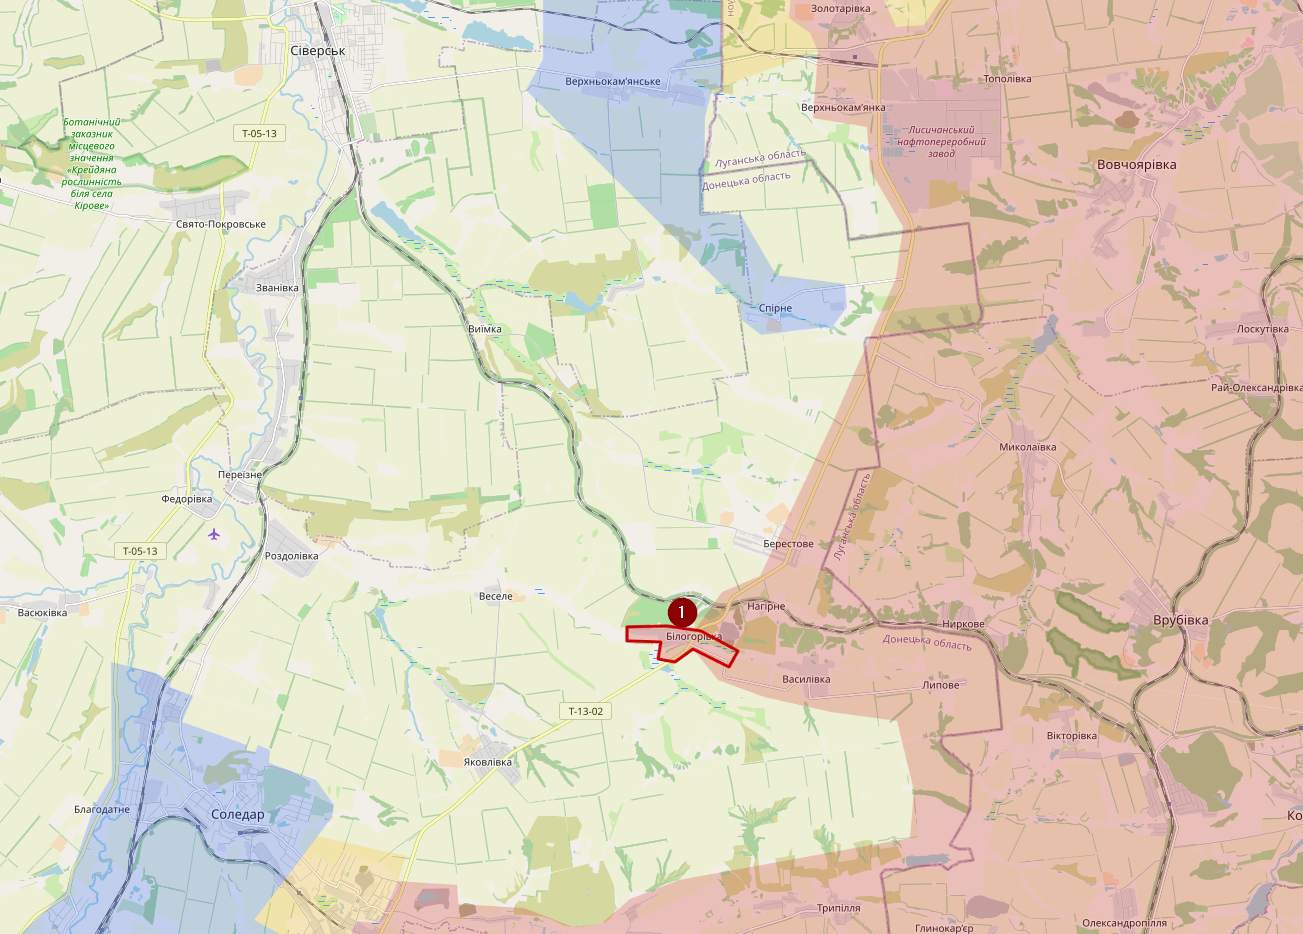 Золотарівка
Сіверськ
Верхньокам'янське
Тополівка
Верхньокам'янка
Ботанічний
заказник
місцевого
значення
«Крейдяна
рослинність
біля села
Кірове»
Т-05-13
Лисичанський
нафтопереробний
завод
Луганська область
Донецька область
Вовчоярівка
Свято-Покровське
Званівка
Спірне
Виїмка
Лоскутівка
Рай-Олександрівка
Миколаївка
Переїзне
Федорівка
Луганська область
Т-05-13
Берестове
Роздолівка
Веселе
Васюківка
1
Нагірне
Білогорівка
Ниркове
Врубівка
Донецька область
Василівка
Липове
Т-13-02
Вікторівка
Яковлівка
Благодатне
Соледар
Ко
Трипілля
Глинокар'єр
Олександропілля